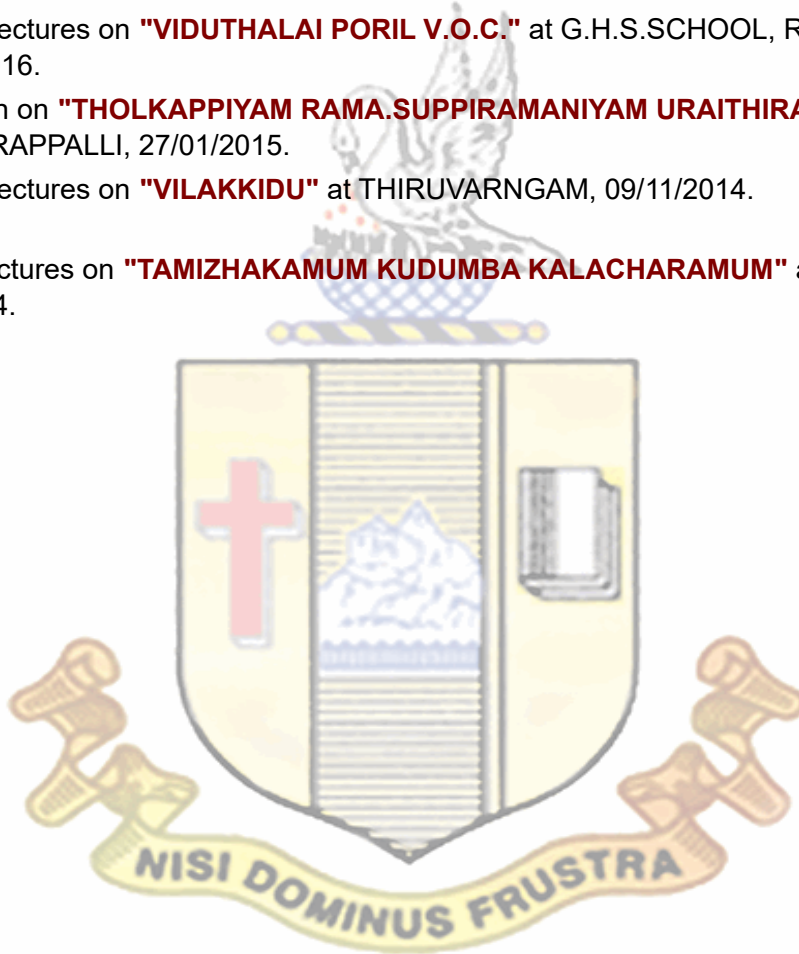 ectures on "VIDUTHALAI PORIL V.O.C." at G.H.S.SCHOOL, R
16.
n on "THOLKAPPIYAM RAMA.SUPPIRAMANIYAM URAITHIRA
RAPPALLI, 27/01/2015.
ectures on "VILAKKIDU" at THIRUVARNGAM, 09/11/2014.
ctures on "TAMIZHAKAMUM KUDUMBA KALACHARAMUM" a
4.
NISI DOMINUS FRUSTRA